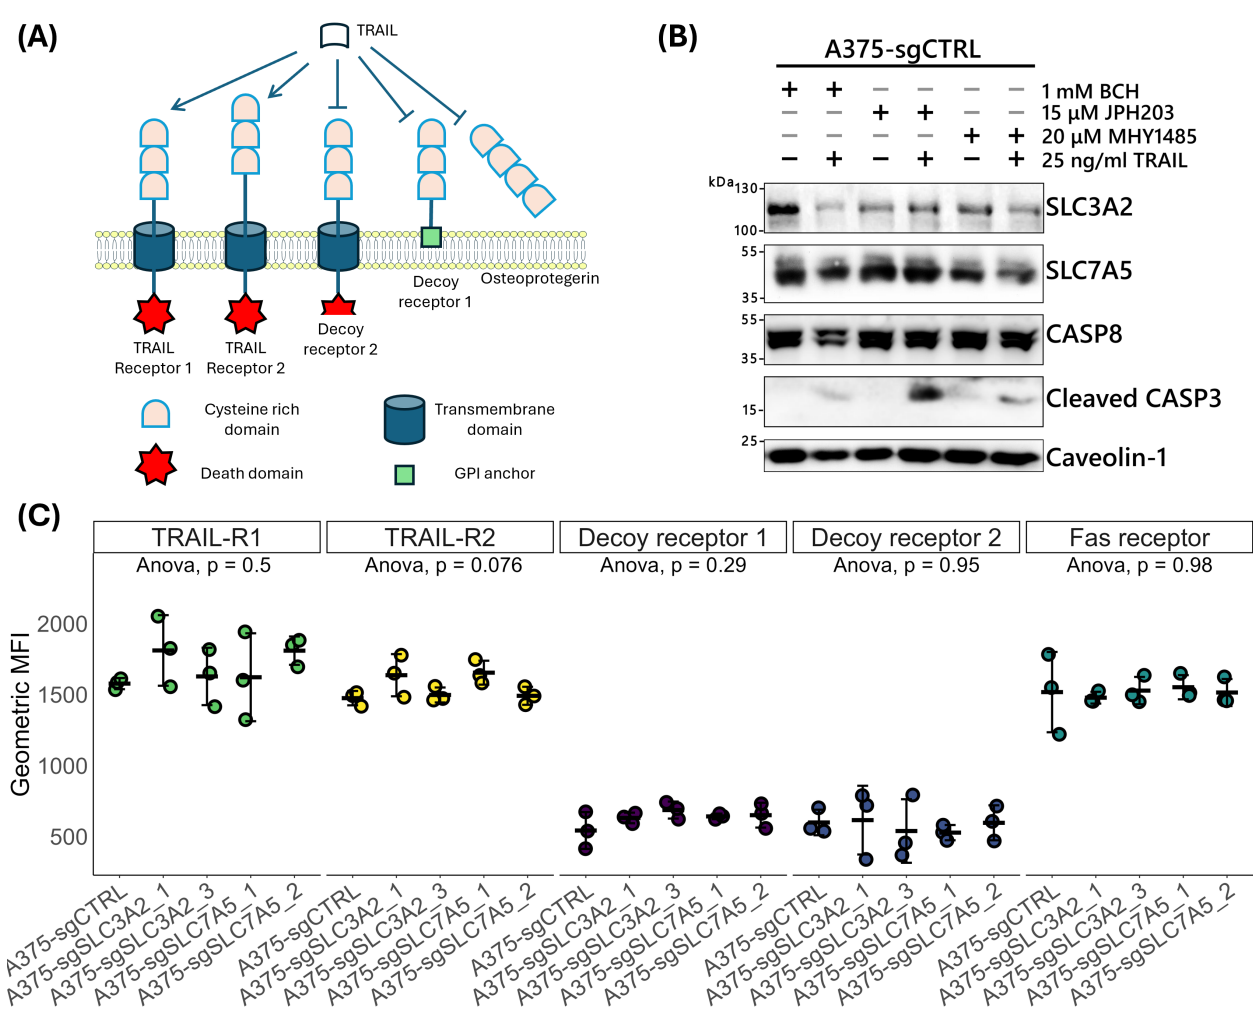 (A)
TRAIL
Decoy
receptor 1
Osteoprotegerin
Decoy
receptor 2
TRAIL
Receptor 1
TRAIL
Receptor 2
Cysteine rich
domain
Transmembrane
domain
Death domain
GPI anchor
(B)
A375-sgCTRL
+ + − − − − 1 mM BCH
− − + + − − 15 µM JPH203
− − − − + + 20 µM MHY1485
− + − + − + 25 ng/ml TRAIL
kDa
130-
100-
SLC3A2
55-
35-
SLC7A5
55-
35-
CASP8
15-
Cleaved CASP3
25-
Caveolin-1
(C)
TRAIL-R1
TRAIL-R2
Decoy receptor 1
Decoy receptor 2
Fas receptor
Anova, p = 0.5
Anova, p = 0.076
Anova, p = 0.29
Anova, p = 0.95
Anova, p = 0.98
Geometric MFI
2000
1500
1000
500
A375-sgCTRL
A375-sgSLC3A2_1
A375-sgSLC3A2_3
A375-sgSLC7A5_1
A375-sgSLC7A5_2
A375-sgCTRL
A375-sgSLC3A2_1
A375-sgSLC3A2_3
A375-sgSLC7A5_1
A375-sgSLC7A5_2
A375-sgCTRL
A375-sgSLC3A2_1
A375-sgSLC3A2_3
A375-sgSLC7A5_1
A375-sgSLC7A5_2
A375-sgCTRL
A375-sgSLC3A2_1
A375-sgSLC3A2_3
A375-sgSLC7A5_1
A375-sgSLC7A5_2
A375-sgCTRL
A375-sgSLC3A2_1
A375-sgSLC3A2_3
A375-sgSLC7A5_1
A375-sgSLC7A5_2